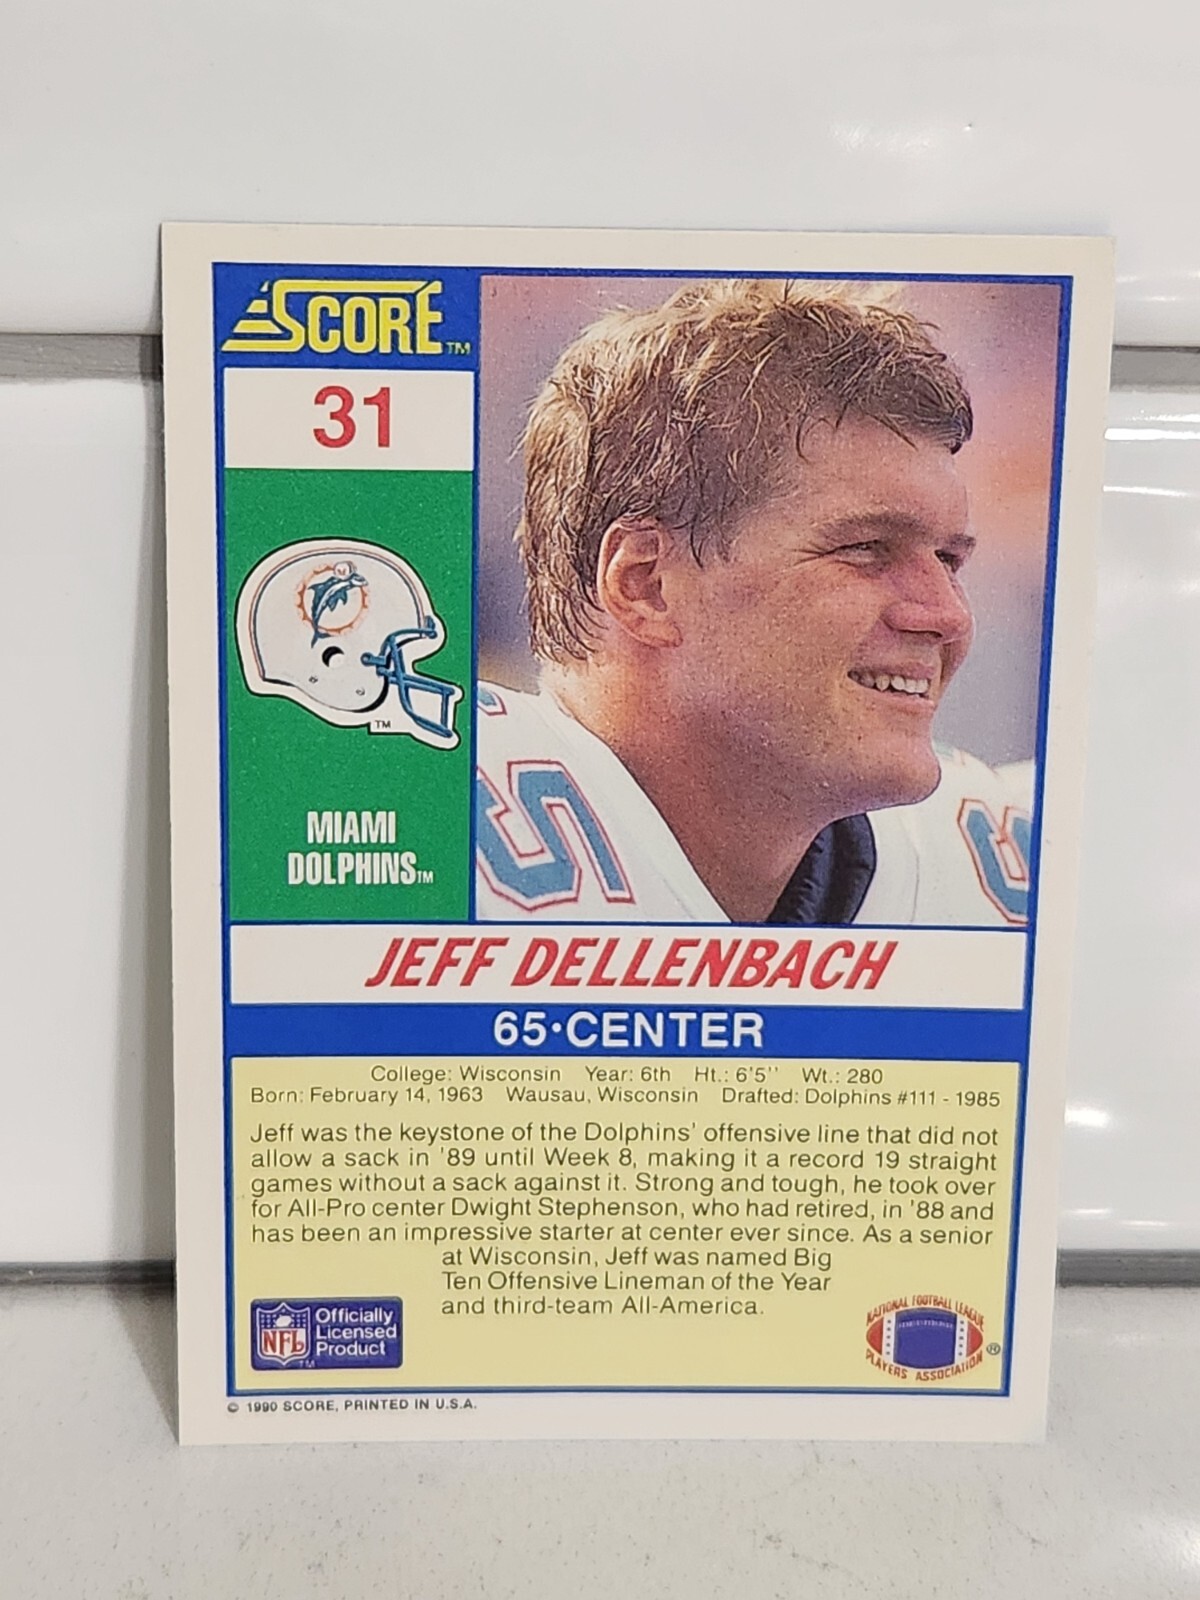 SCORE TM
31
TM
MIAMI
DOLPHINS TM
JEFF DELLENBACH
65•CENTER
College: Wisconsin Year: 6th Ht.: 6'5'' Wt.: 280
Born: February 14, 1963 Wausau, Wisconsin Drafted: Dolphins #111 - 1985
Jeff was the keystone of the Dolphins' offensive line that did not
allow a sack in '89 until Week 8, making it a record 19 straight
games without a sack against it. Strong and tough, he took over
for All-Pro center Dwight Stephenson, who had retired, in '88 and
has been an impressive starter at center ever since. As a senior
at Wisconsin, Jeff was named Big
Ten Offensive Lineman of the Year
and third-team All-America.
NFL TM
Officially
Licensed
Product
NATIONAL FOOTBALL LEAGUE
PLAYERS ASSOCIATION ®
© 1990 SCORE, PRINTED IN U.S.A.